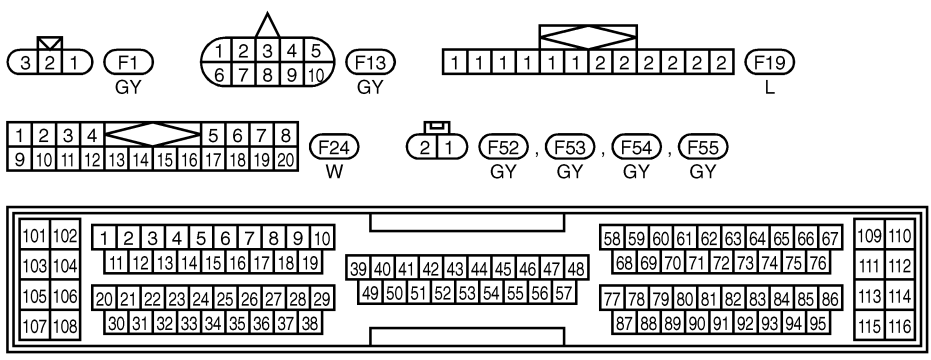 3 2 1 F1
GY
1 2 3 4 5
6 7 8 9 10 F13
GY
1 1 1 1 1 1 2 2 2 2 2 2 F19
L
1 2 3 4 5 6 7 8
9 10 11 12 13 14 15 16 17 18 19 20 F24
W
2 1 F52 , F53 , F54 , F55
GY GY GY GY
101 102
103 104
105 106
107 108
1 2 3 4 5 6 7 8 9 10
11 12 13 14 15 16 17 18 19
20 21 22 23 24 25 26 27 28 29
30 31 32 33 34 35 36 37 38
39 40 41 42 43 44 45 46 47 48
49 50 51 52 53 54 55 56 57
58 59 60 61 62 63 64 65 66 67
68 69 70 71 72 73 74 75 76
77 78 79 80 81 82 83 84 85 86
87 88 89 90 91 92 93 94 95
109 110
111 112
113 114
115 116